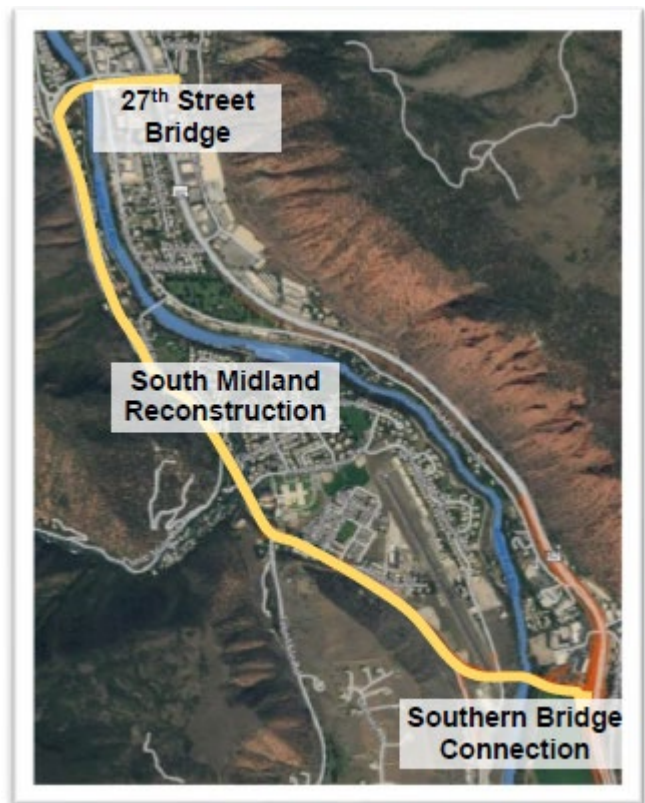 27th Street
Bridge
South Midland
Reconstruction
Southern Bridge
Connection